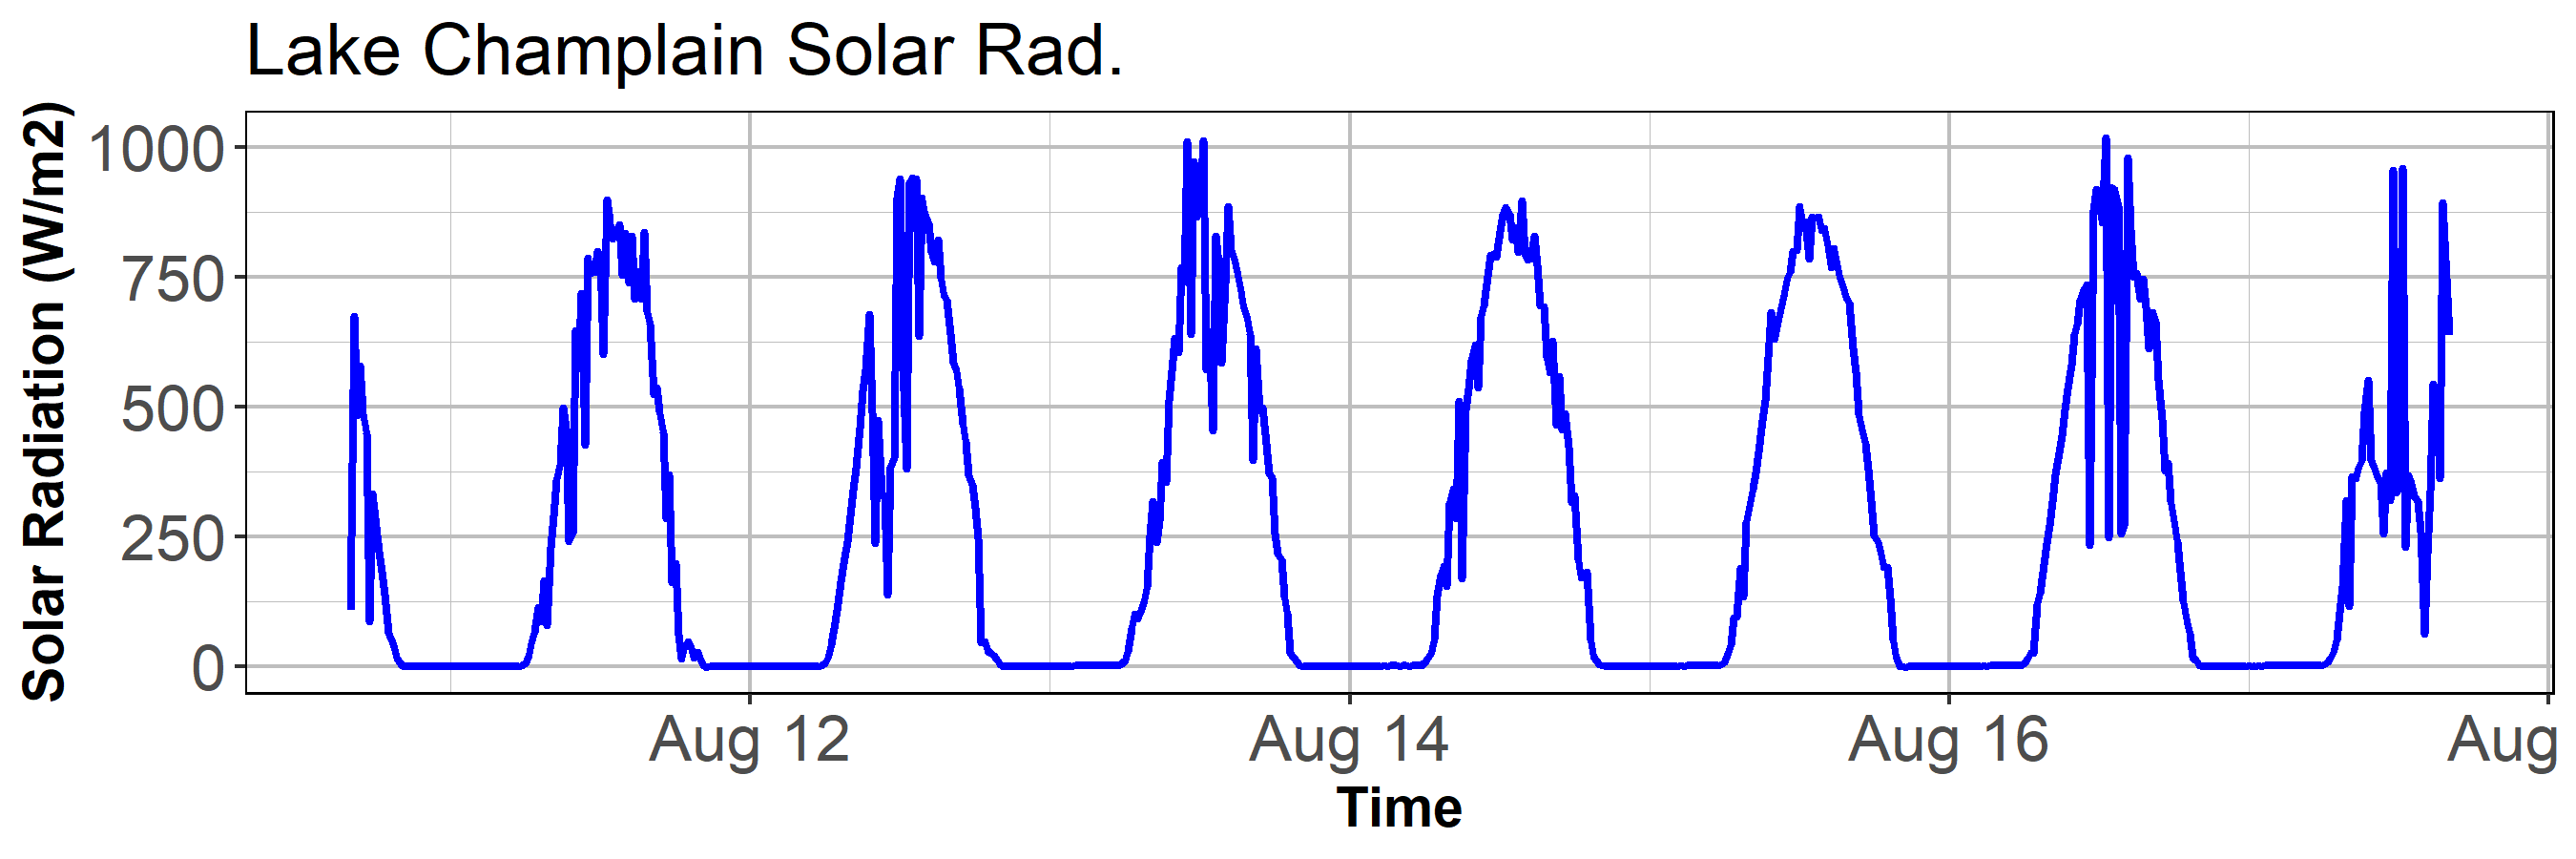 Lake Champlain Solar Rad.
Solar Radiation (W/m2)
1000
750
500
250
0
Aug 12
Aug 14
Aug 16
Aug
Time